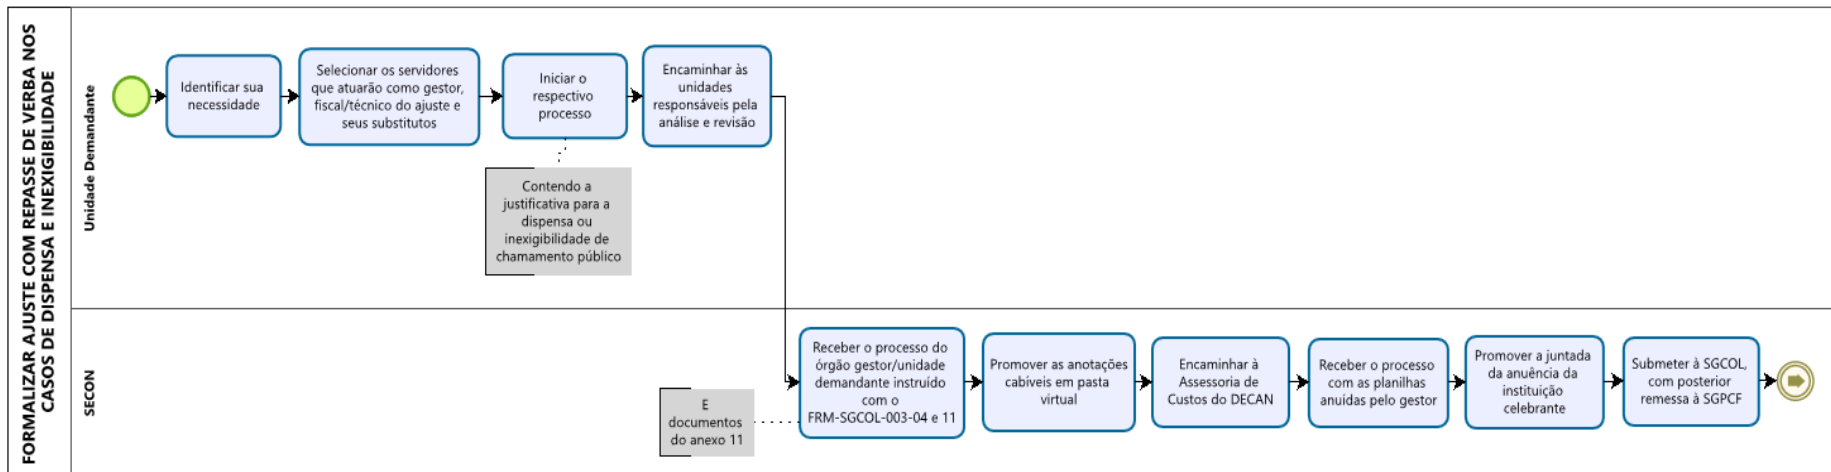 FORMALIZAR AJUSTE COM REPASSE DE VERBA NOS
CASOS DE DISPENSA E INEXIGIBILIDADE
Unidade Demandante
Identificar sua
necessidade
Selecionar os servidores
que atuarão como gestor,
fiscal/técnico do ajuste e
seus substitutos
Iniciar o
respectivo
processo
Encaminhar às
unidades
responsáveis pela
análise e revisão
Contendo a
justificativa para a
dispensa ou
inexigibilidade de
chamamento público
SECON
E
documentos
do anexo 11
Receber o processo do
órgão gestor/unidade
demandante instruído
com o
FRM-SGCOL-003-04 e 11
Promover as anotações
cabíveis em pasta
virtual
Encaminhar à
Assessoria de
Custos do DECAN
Receber o processo
com as planilhas
anuídas pelo gestor
Promover a juntada
da anuência da
instituição
celebrante
Submeter à SGCOL,
com posterior
remessa à SGPCF